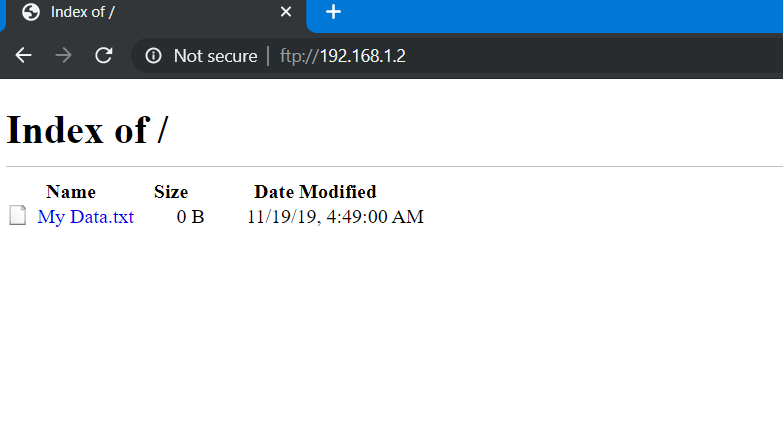 Index of /
Not secure | ftp://192.168.1.2
Index of /
Name Size Date Modified
My Data.txt 0 B 11/19/19, 4:49:00 AM